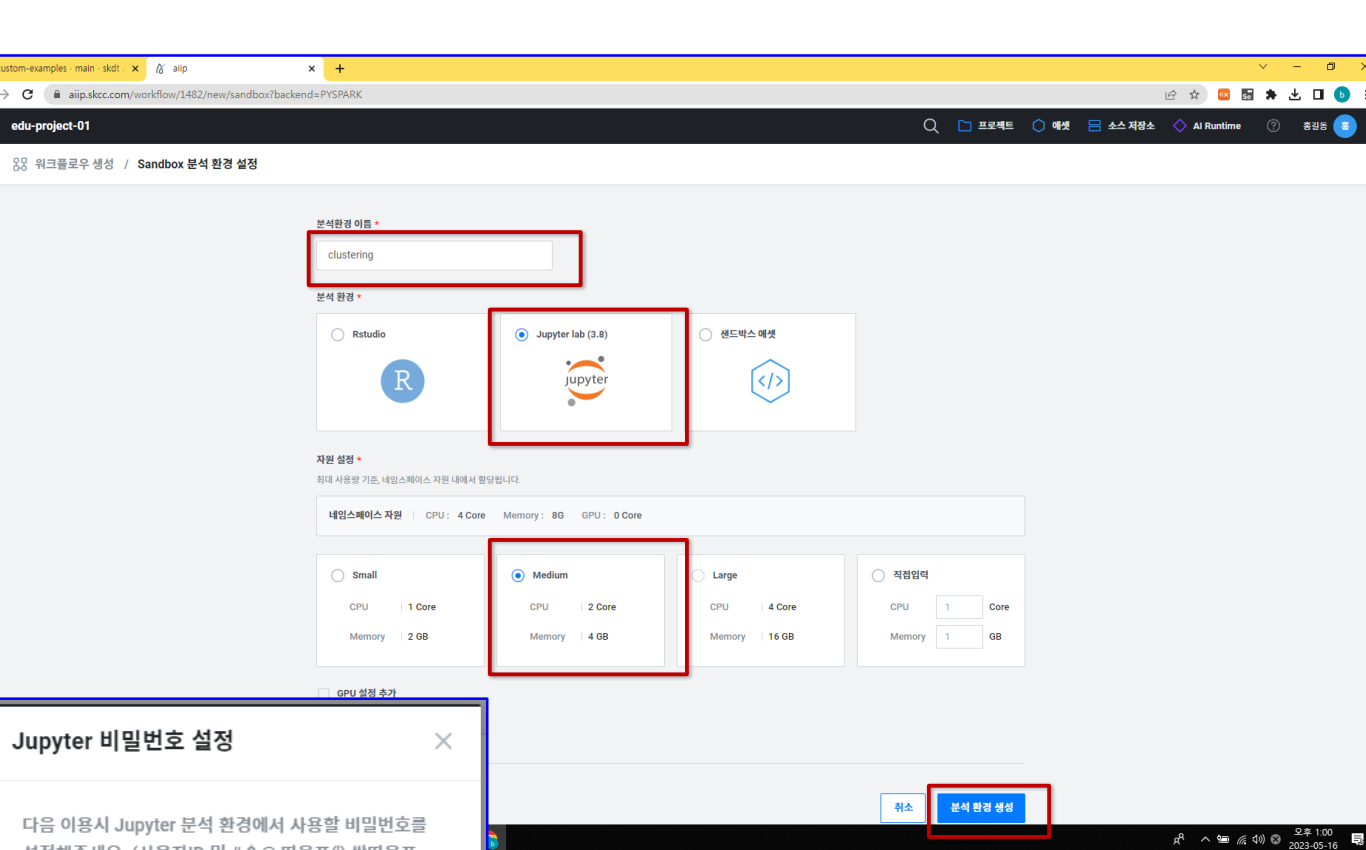 custom-examples · main · skdt
aiip
aiip.skcc.com/workflow/1482/new/sandbox?backend=PYSPARK
edu-project-01
프로젝트
애셋
소스 저장소
AI Runtime
홍길동
홍
워크플로우 생성 / Sandbox 분석 환경 설정
분석환경 이름 *
clustering
분석 환경 *
Rstudio
Jupyter lab (3.8)
샌드박스 애셋
R
Jupyter
</>
자원 설정 *
최대 사용량 기준, 네임스페이스 자원 내에서 할당됩니다.
네임스페이스 자원 CPU : 4 Core Memory : 8G GPU : 0 Core
Small
CPU 1 Core
Memory 2 GB
Medium
CPU 2 Core
Memory 4 GB
Large
CPU 4 Core
Memory 16 GB
직접입력
CPU 1 Core
Memory 1 GB
GPU 설정 추가
Jupyter 비밀번호 설정
다음 이용시 Jupyter 분석 환경에서 사용할 비밀번호를
취소
분석 환경 생성
오후 1:00
2023-05-16